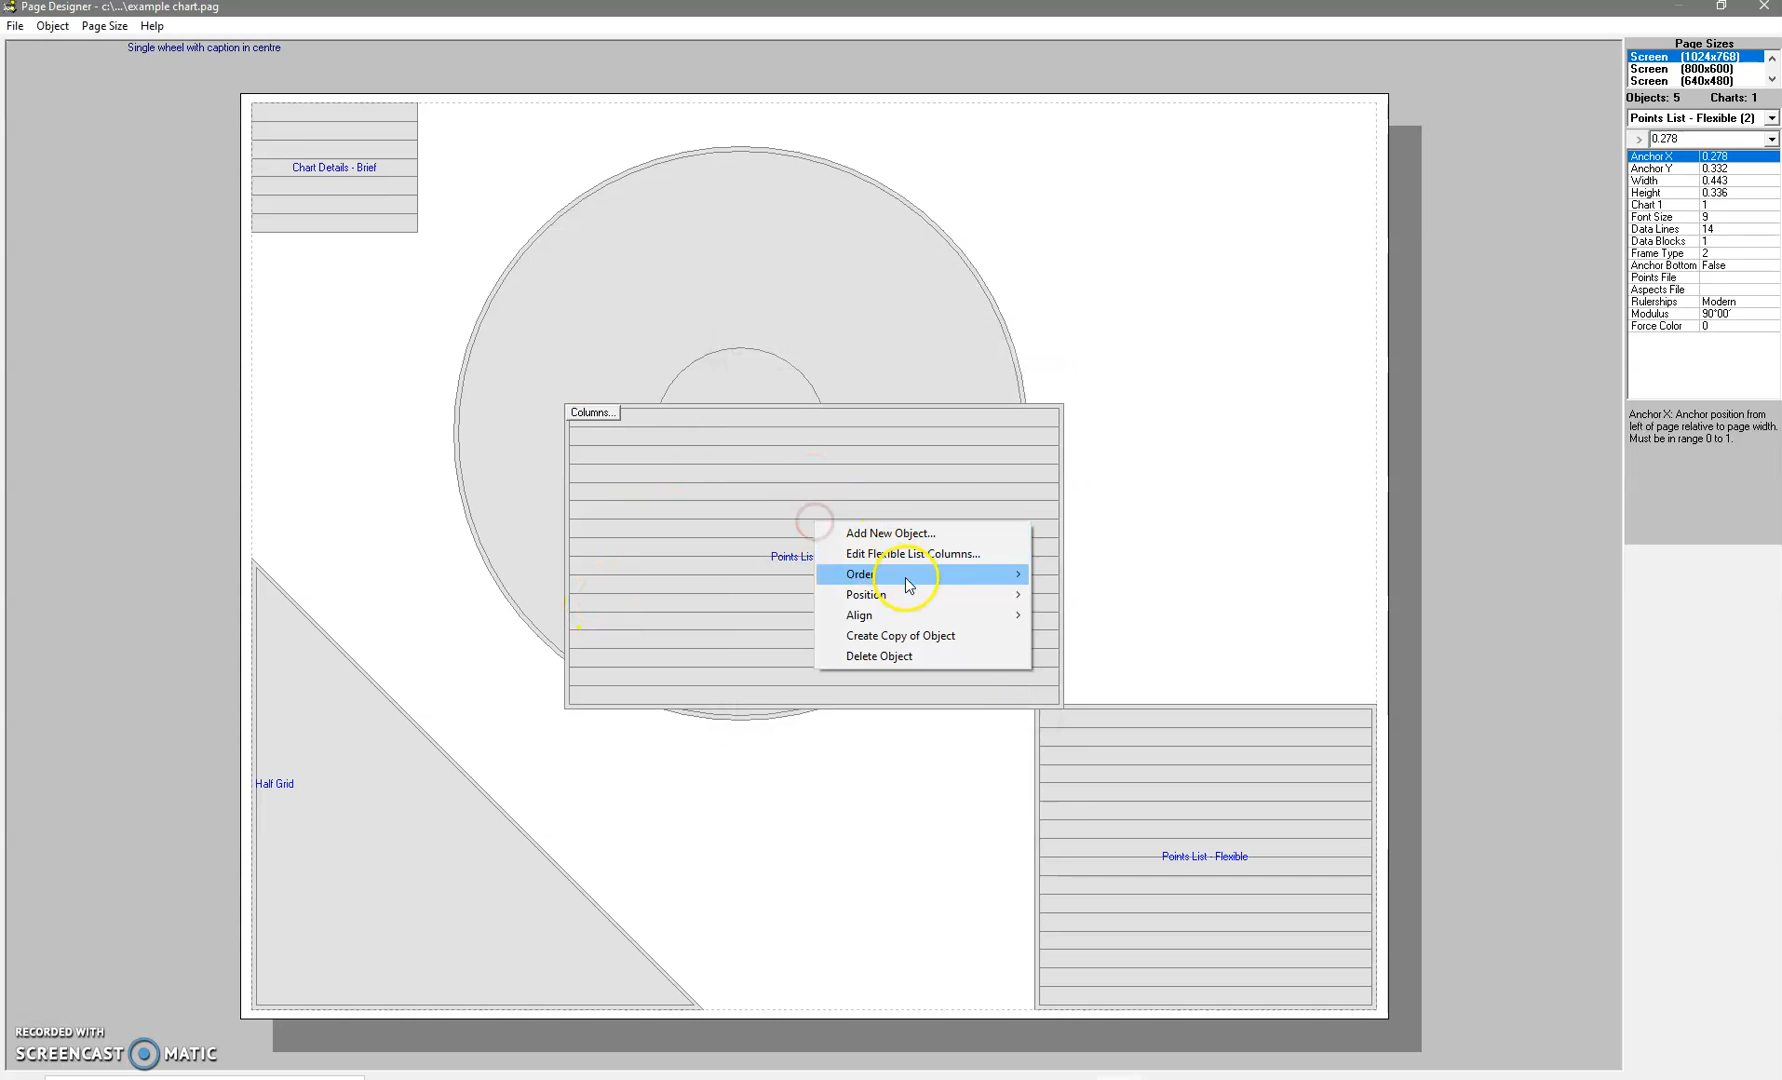 Page Designer - c:\...\example chart.pag
File Object Page Size Help
Single wheel with caption in centre
Chart Details - Brief
Columns...
Points Lis
Add New Object...
Edit Flexible List Columns...
Order
Position
Align
Create Copy of Object
Delete Object
Half Grid
Points List - Flexible
RECORDED WITH
SCREENCAST MATIC
Page Sizes
Screen (1024x768)
Screen (800x600)
Screen (640x480)
Objects: 5 Charts: 1
Points List - Flexible (2)
0.278
Anchor X 0.278
Anchor Y 0.332
Width 0.443
Height 0.336
Chart 1 1
Font Size 9
Data Lines 14
Data Blocks 1
Frame Type 2
Anchor Bottom False
Points File
Aspects File
Rulerships Modern
Modulus 90°00'
Force Color 0
Anchor X: Anchor position from
left of page relative to page width.
Must be in range 0 to 1.